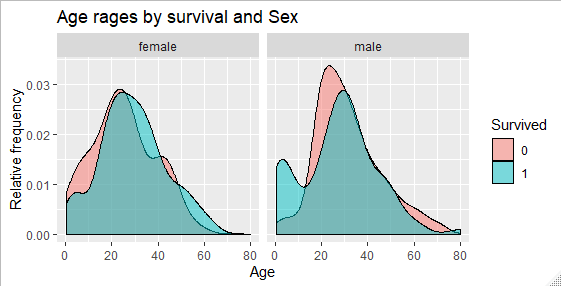 Age rages by survival and Sex
female
male
Relative frequency
0.03
0.02
0.01
0.00
0 20 40 60 80
0 20 40 60 80
Age
Survived
0
1